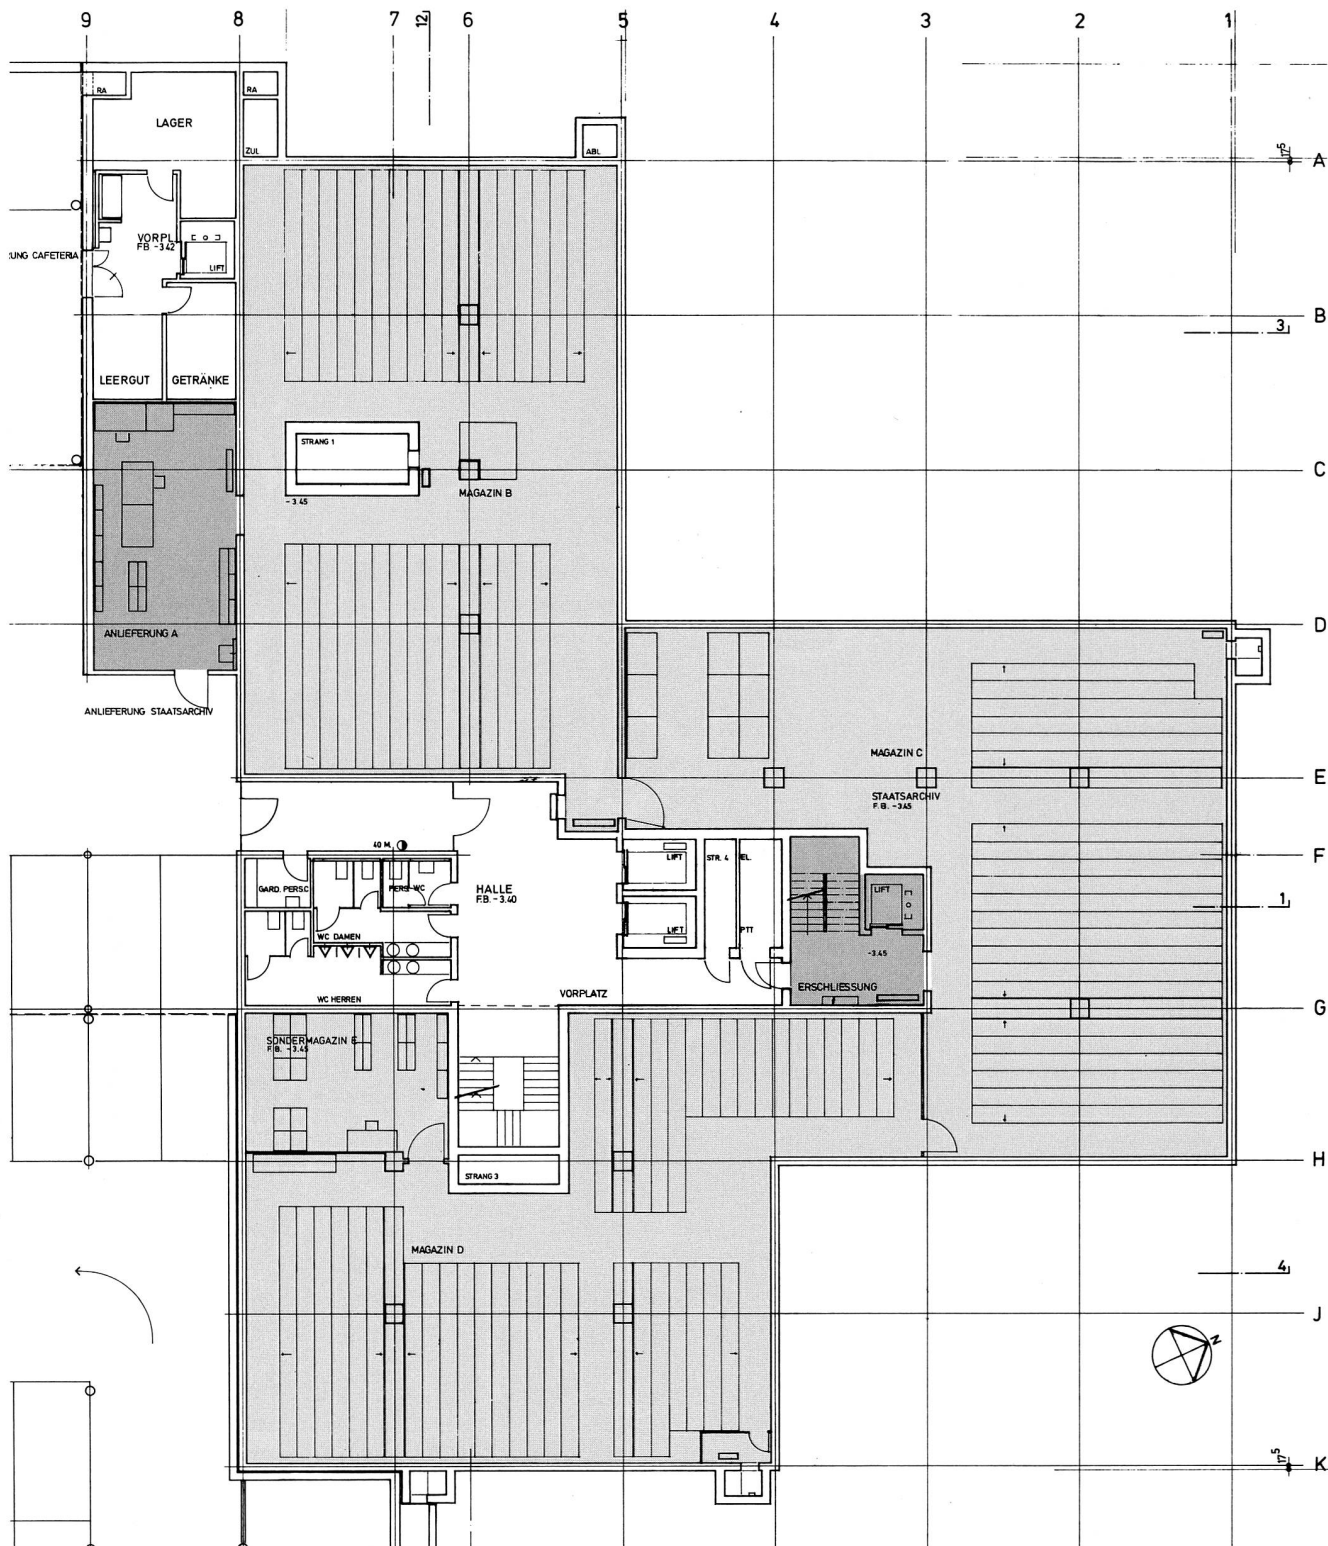 9 8 7 12 6 5 4 3 2 1
RA
RA
LAGER
ZUL
ABL
17⁵
A
VORPL.
FB -3.42
LIFT
UNG CAFETERIA
B
3
LEERGUT
GETRÄNKE
STRANG 1
C
MAGAZIN B
-3.45
D
ANLIEFERUNG A
ANLIEFERUNG STAATSARCHIV
MAGAZIN C
E
STAATSARCHIV
F.B. -3.45
40 M.
F
LIFT
STR. 4
EL.
GARD. PERSO
PERS.-WC
HALLE
F.B. -3.40
LIFT
1
WC DAMEN
LIFT
PTT
-3.45
ERSCHLIESSUNG
WC HERREN
VORPLATZ
G
SONDERMAGAZIN E
F.B. -3.45
H
STRANG 3
MAGAZIN D
4
J
N
17⁵
K